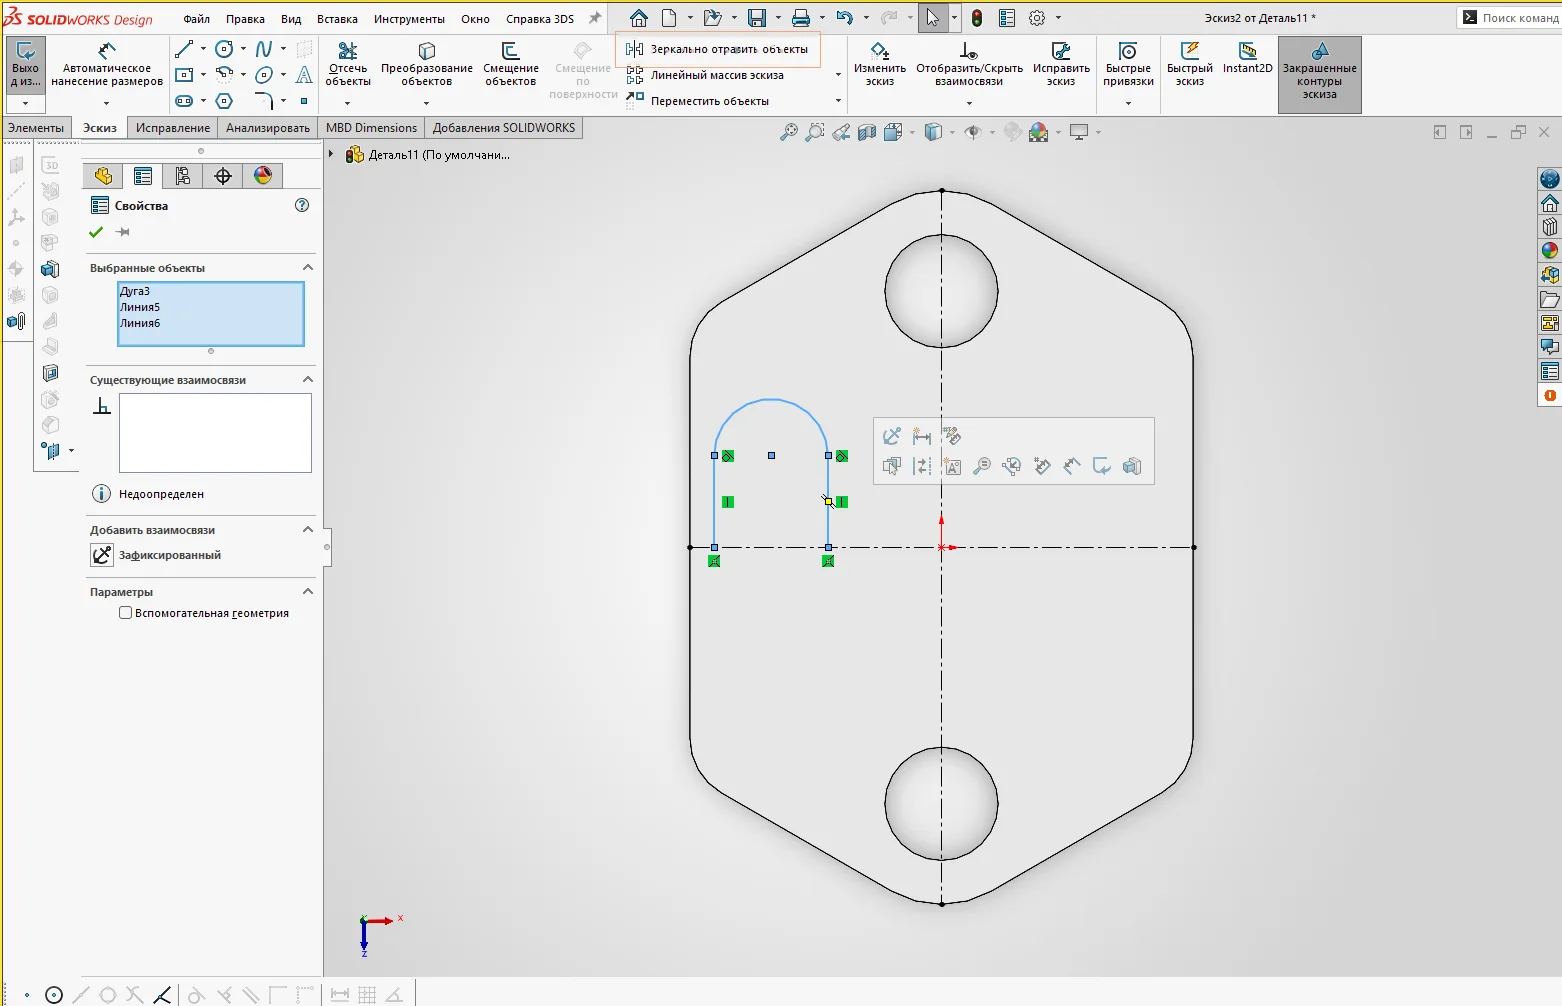 SOLIDWORKS Design
Файл Правка Вид Вставка Инструменты Окно Справка 3DS
Эскиз2 от Деталь11 *
Поиск команд
Выхо
д из...
Автоматическое
нанесение размеров
Отсечь
объекты
Преобразование
объектов
Смещение
объектов
Смещение
по
поверхности
Зеркально отразить объекты
Линейный массив эскиза
Переместить объекты
Изменить
эскиз
Отобразить/Скрыть
взаимосвязи
Исправить
эскиз
Быстрые
привязки
Быстрый
эскиз
Instant2D
Закрашенные
контуры
эскиза
Элементы Эскиз Исправление Анализировать MBD Dimensions Добавления SOLIDWORKS
Деталь11 (По умолчани...
Свойства
Выбранные объекты
Дуга3
Линия5
Линия6
Существующие взаимосвязи
Недоопределен
Добавить взаимосвязи
Зафиксированный
Параметры
Вспомогательная геометрия
X
Y
Z